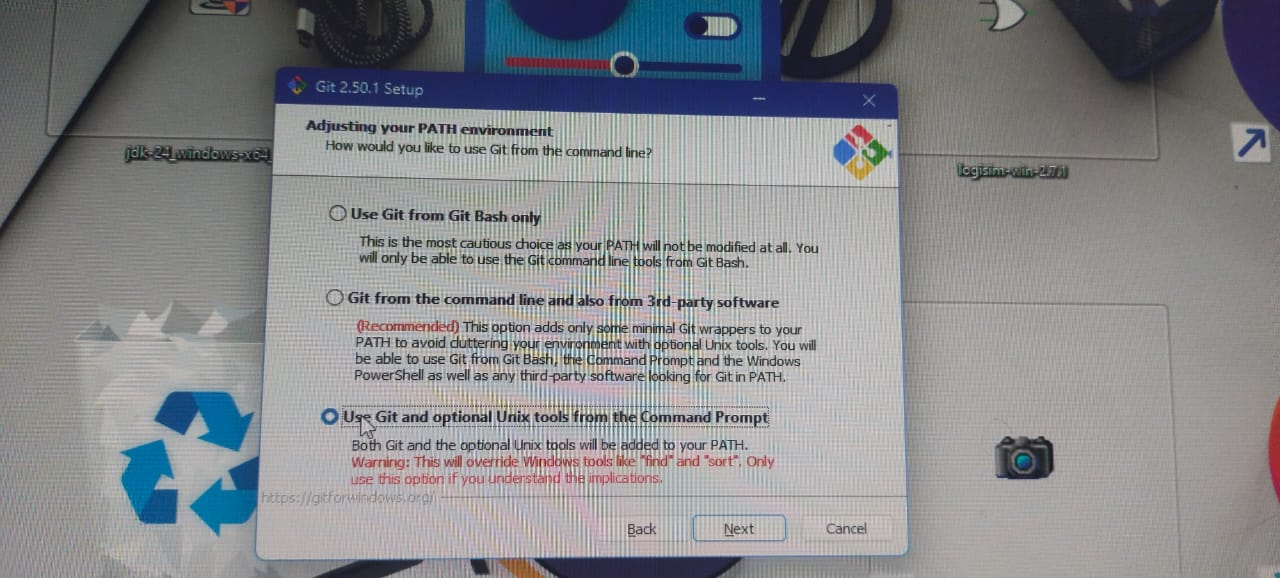 Git 2.50.1 Setup
Adjusting your PATH environment
How would you like to use Git from the command line?
jdk-24_windows-x64_
logisim-win-2.7.1
Use Git from Git Bash only
This is the most cautious choice as your PATH will not be modified at all. You
will only be able to use the Git command line tools from Git Bash.
Git from the command line and also from 3rd-party software
(Recommended) This option adds only some minimal Git wrappers to your
PATH to avoid cluttering your environment with optional Unix tools. You will
be able to use Git from Git Bash, the Command Prompt and the Windows
PowerShell as well as any third-party software looking for Git in PATH.
Use Git and optional Unix tools from the Command Prompt
Both Git and the optional Unix tools will be added to your PATH.
Warning: This will override Windows tools like "find" and "sort". Only
use this option if you understand the implications.
https://gitforwindows.org/
Back
Next
Cancel